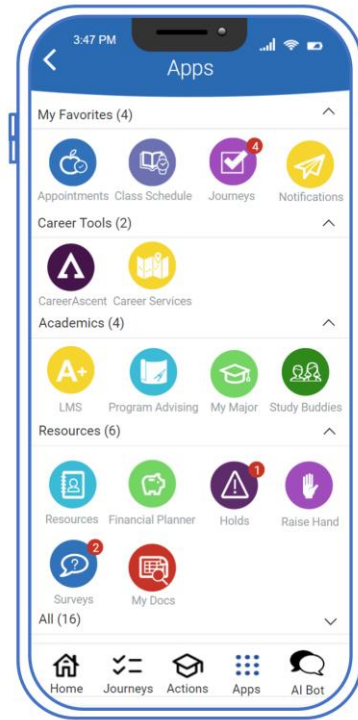 3:47 PM
Apps
My Favorites (4)
4
Appointments Class Schedule Journeys Notifications
Career Tools (2)
CareerAscent Career Services
Academics (4)
A+
LMS Program Advising My Major Study Buddies
Resources (6)
1
Resources Financial Planner Holds Raise Hand
2
?
Surveys My Docs
All (16)
Home Journeys Actions Apps AI Bot